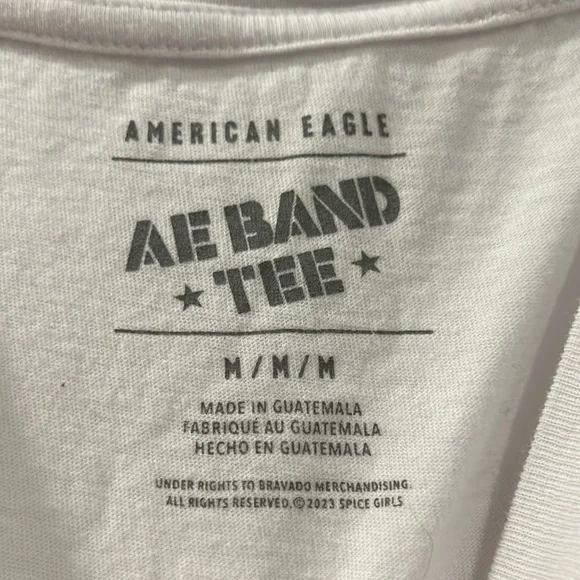 AMERICAN EAGLE
AE BAND
★ TEE ★
M/M/M
MADE IN GUATEMALA
FABRIQUÉ AU GUATEMALA
HECHO EN GUATEMALA
UNDER RIGHTS TO BRAVADO MERCHANDISING.
ALL RIGHTS RESERVED.©2023 SPICE GIRLS